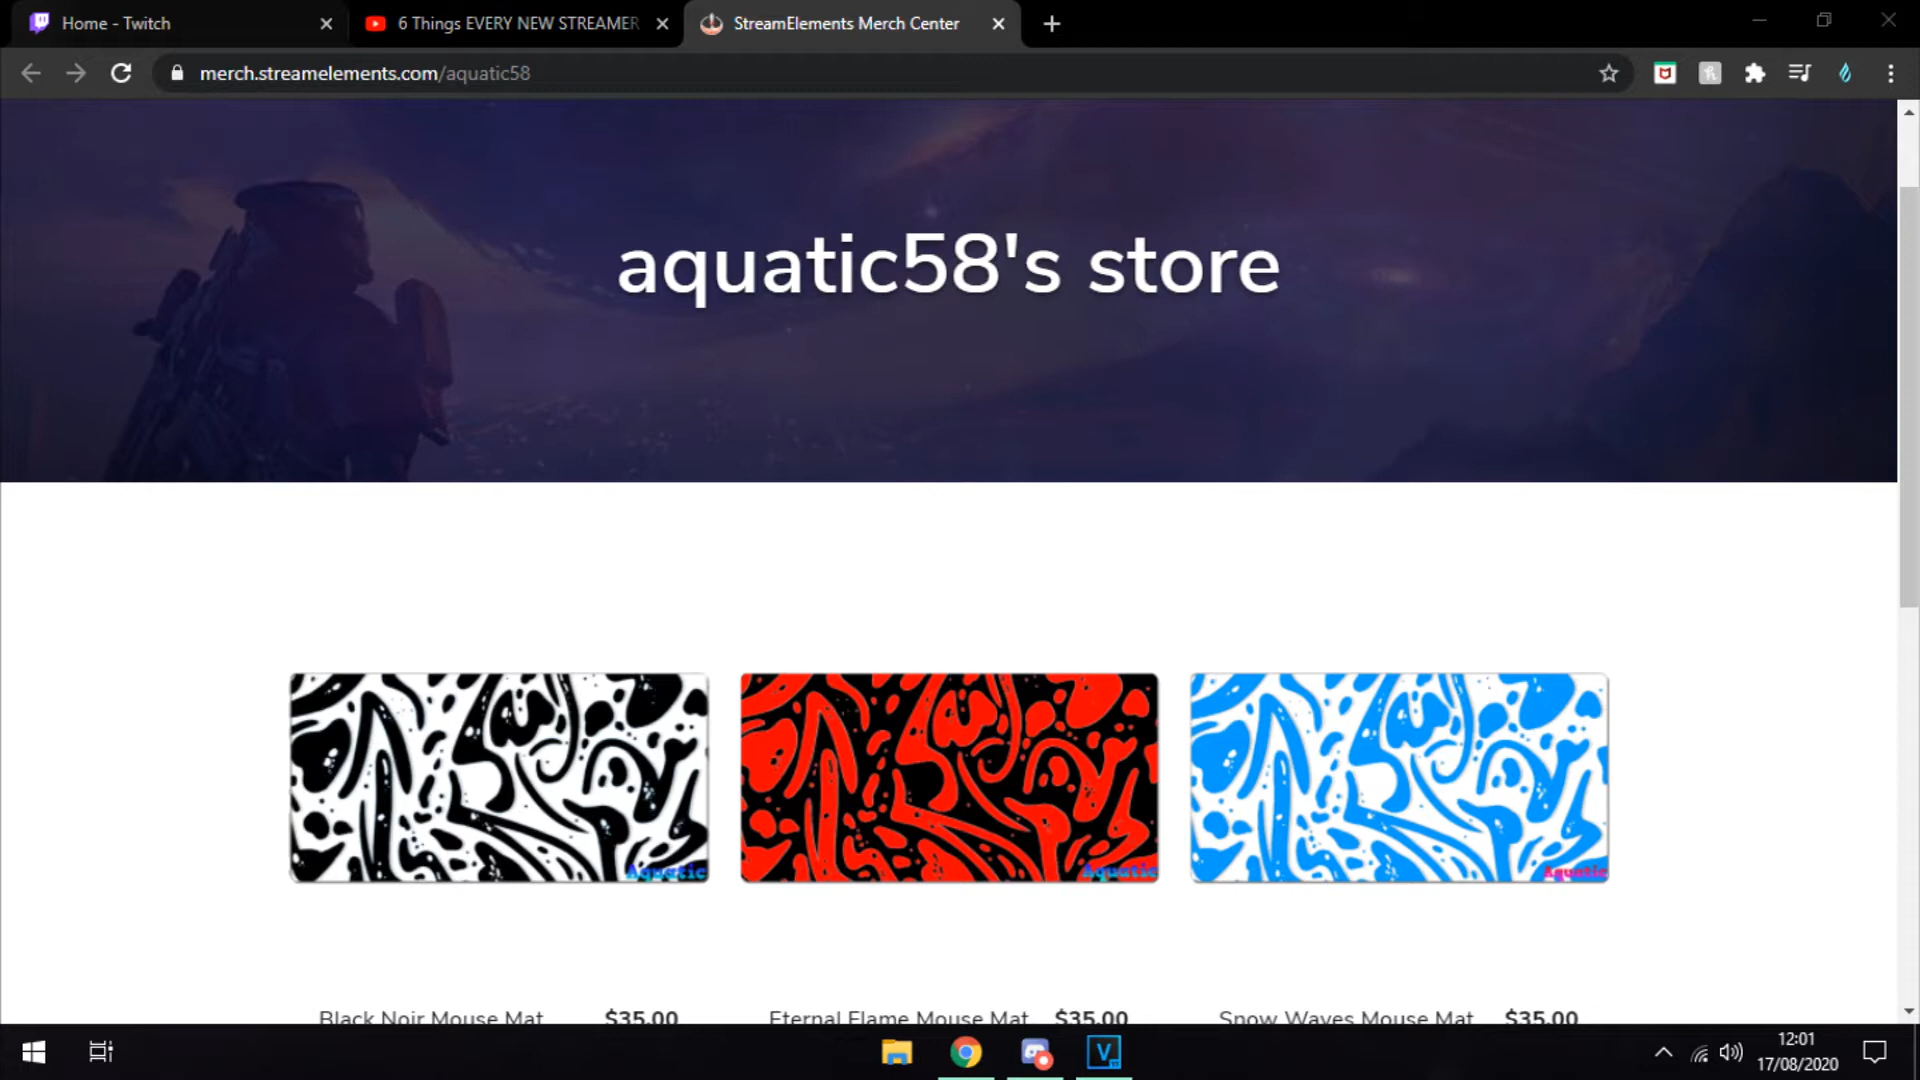 Home - Twitch
6 Things EVERY NEW STREAMER
StreamElements Merch Center
merch.streamelements.com/aquatic58
aquatic58's store
Aquatic
Aquatic
Aquatic
Black Noir Mouse Mat $35.00
Eternal Flame Mouse Mat $35.00
Snow Waves Mouse Mat $35.00
12:01
17/08/2020